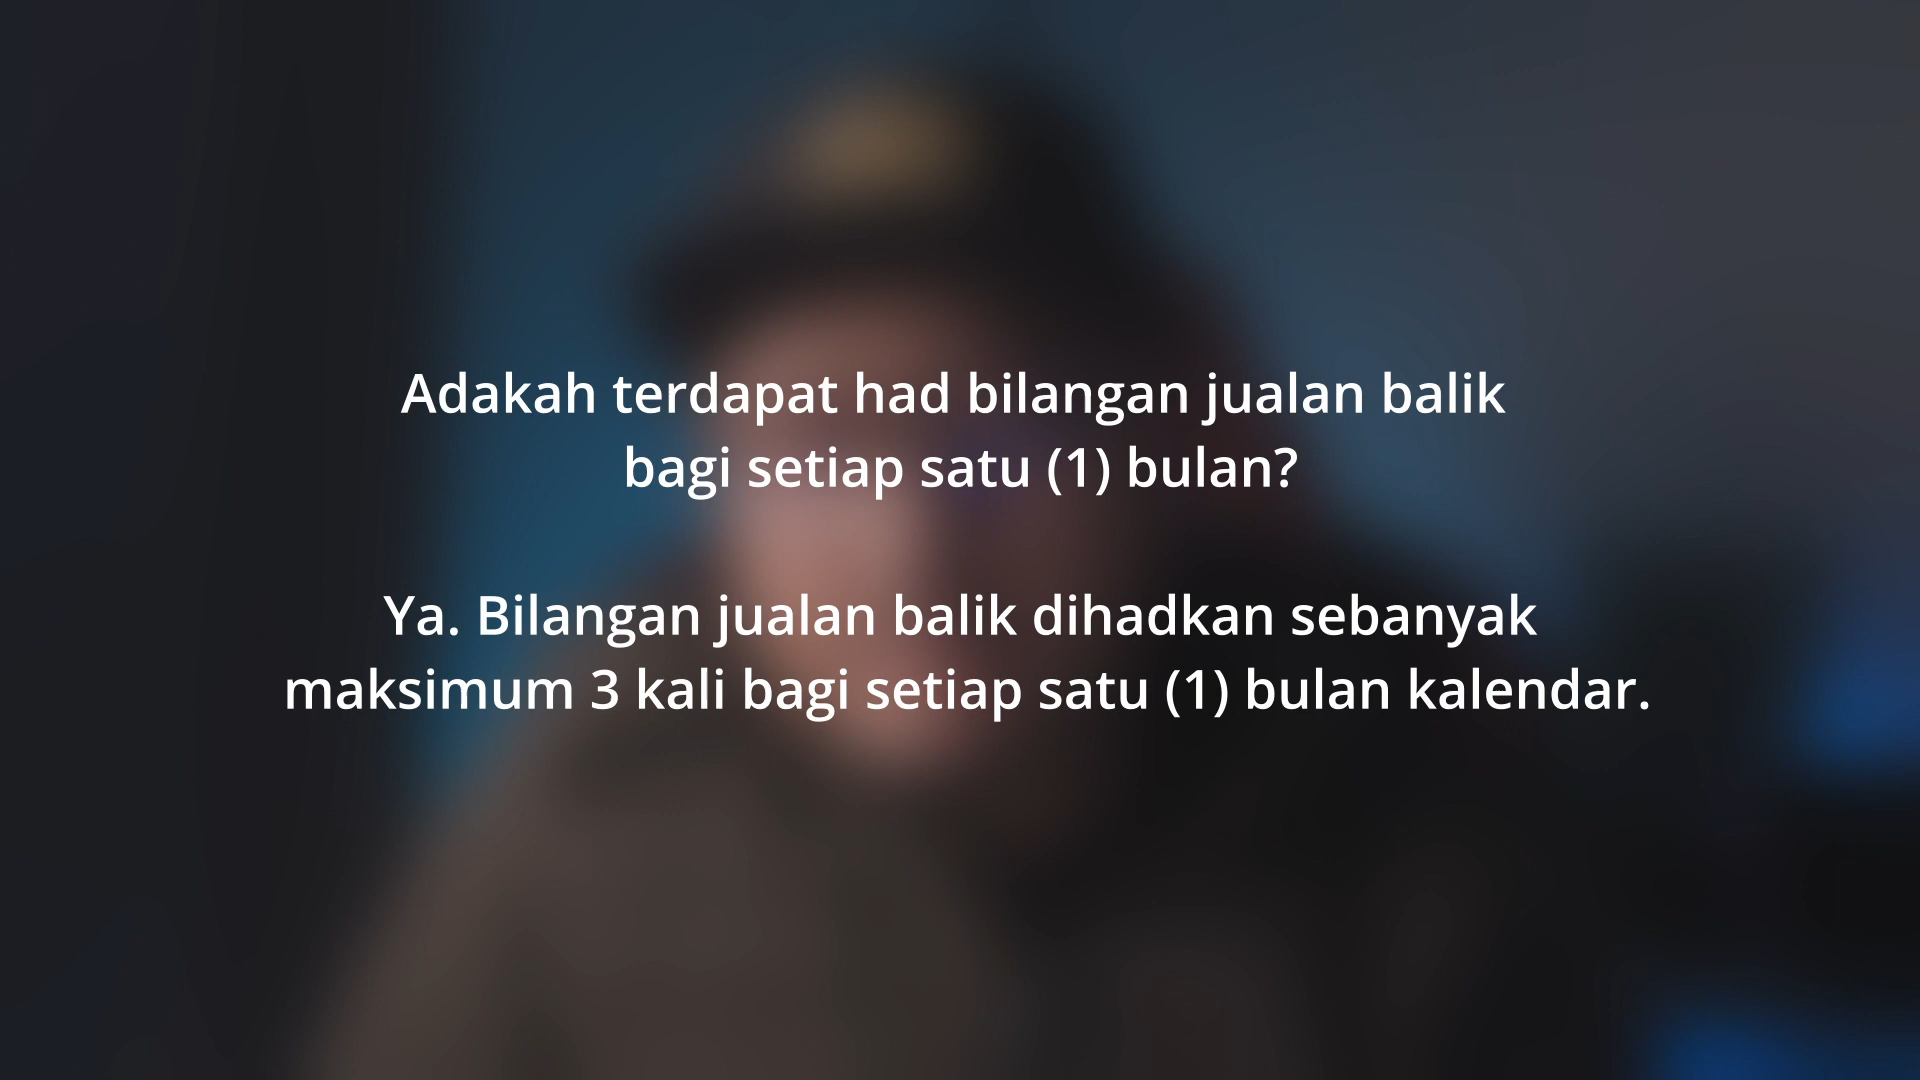 Adakah terdapat had bilangan jualan balik
bagi setiap satu (1) bulan?
Ya. Bilangan jualan balik dihadkan sebanyak
maksimum 3 kali bagi setiap satu (1) bulan kalendar.